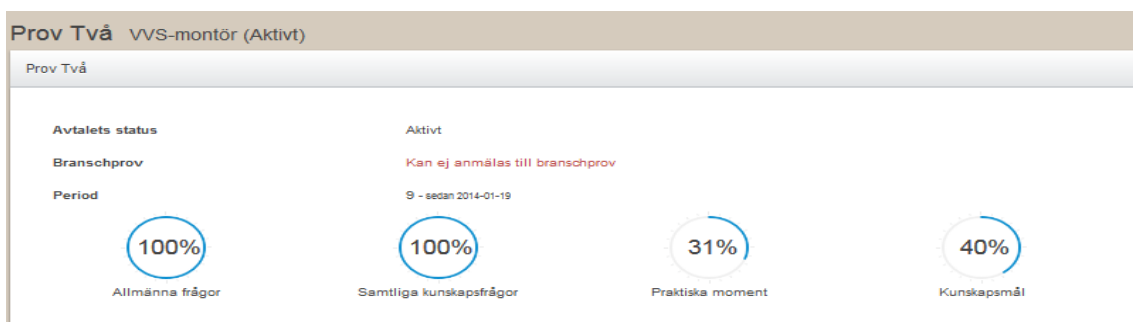 Prov Två VVS-montör (Aktivt)
Prov Två
Avtalets status Aktivt
Branschprov Kan ej anmälas till branschprov
Period 9 - sedan 2014-01-19
100% 100% 31% 40%
Allmänna frågor Samtliga kunskapsfrågor Praktiska moment Kunskapsmål